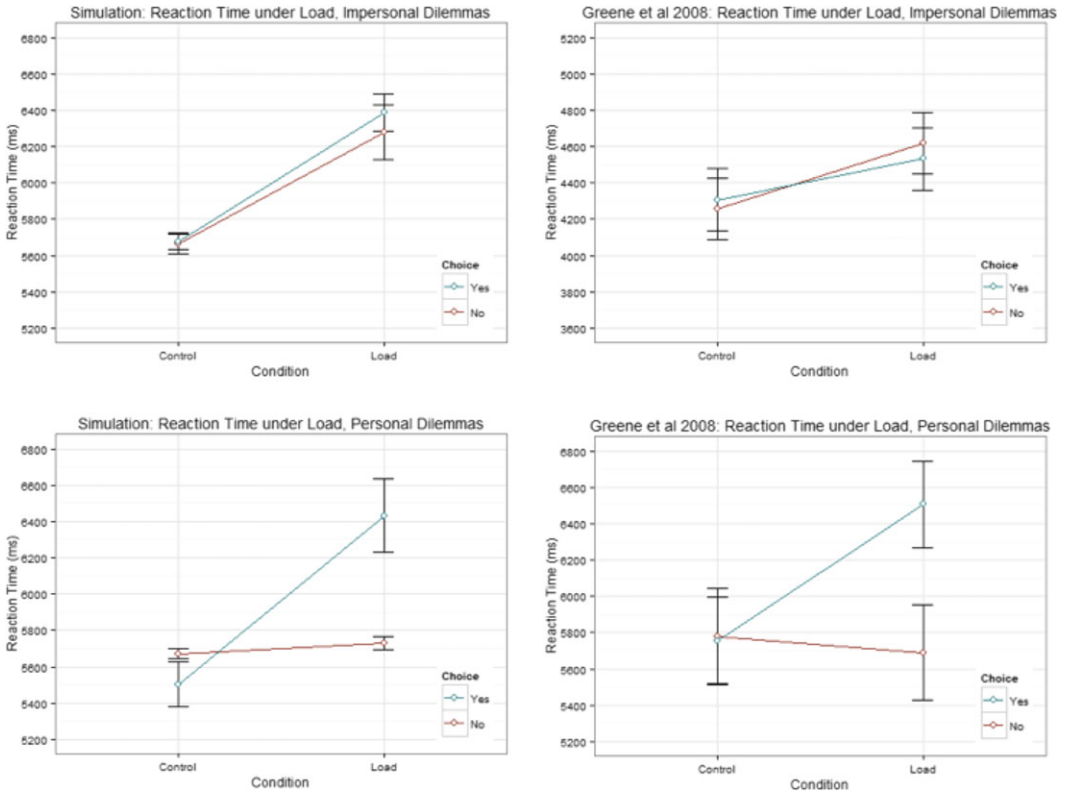 Simulation: Reaction Time under Load, Impersonal Dilemmas
6800
6600
6400
6200
6000
5800
5600
5400
5200
Reaction Time (ms)
Choice
Yes
No
Control
Load
Condition
Greene et al 2008: Reaction Time under Load, Impersonal Dilemmas
5200
5000
4800
4600
4400
4200
4000
3800
3600
Reaction Time (ms)
Choice
Yes
No
Control
Load
Condition
Simulation: Reaction Time under Load, Personal Dilemmas
6800
6600
6400
6200
6000
5800
5600
5400
5200
Reaction Time (ms)
Choice
Yes
No
Control
Load
Condition
Greene et al 2008: Reaction Time under Load, Personal Dilemmas
6800
6600
6400
6200
6000
5800
5600
5400
5200
Reaction Time (ms)
Choice
Yes
No
Control
Load
Condition